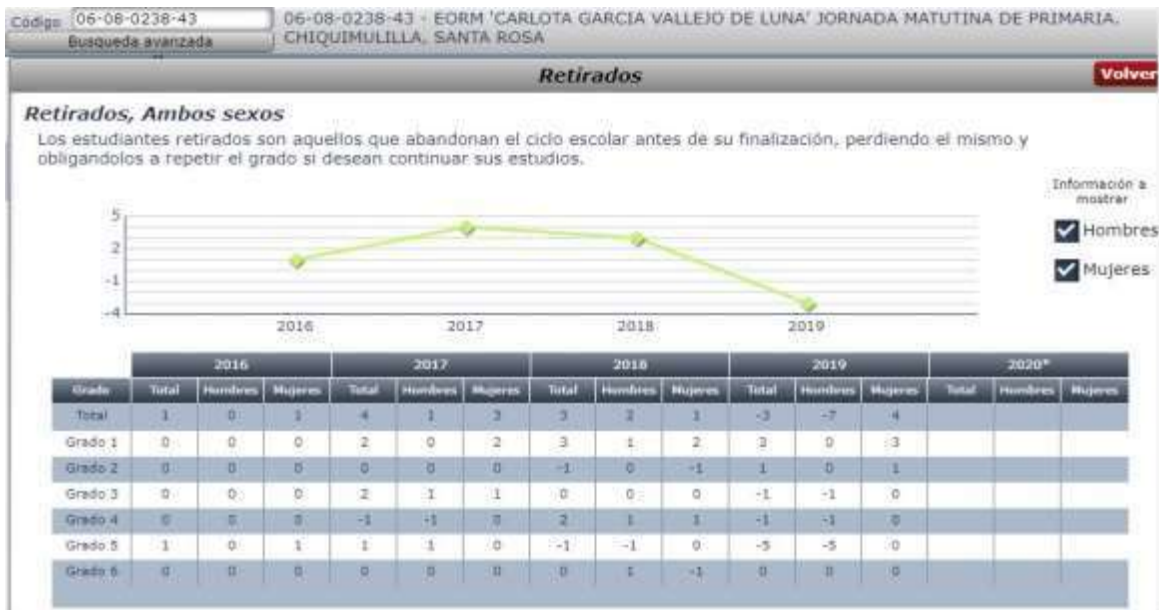 Código 06-08-0238-43 06-08-0238-43 - EORM 'CARLOTA GARCIA VALLEJO DE LUNA' JORNADA MATUTINA DE PRIMARIA.
Busqueda avanzada CHIQUIMULILLA, SANTA ROSA
Retirados Volver
Retirados, Ambos sexos
Los estudiantes retirados son aquellos que abandonan el ciclo escolar antes de su finalización, perdiendo el mismo y
obligandolos a repetir el grado si desean continuar sus estudios.
Información a
mostrar
Hombres
Mujeres
5
2
-1
-4
2016 2017 2018 2019
2016 2017 2018 2019 2020*
Grado Total Hombres Mujeres Total Hombres Mujeres Total Hombres Mujeres Total Hombres Mujeres Total Hombres Mujeres
Total 1 0 1 4 1 3 3 2 1 -3 -7 4
Grado 1 0 0 0 2 0 2 3 1 2 3 0 3
Grado 2 0 0 0 0 0 0 -1 0 -1 1 0 1
Grado 3 0 0 0 2 1 1 0 0 0 -1 -1 0
Grado 4 0 0 0 -1 -1 0 2 1 1 -1 -1 0
Grado 5 1 0 1 1 1 0 -1 -1 0 -5 -5 0
Grado 6 0 0 0 0 0 0 0 1 -1 0 0 0